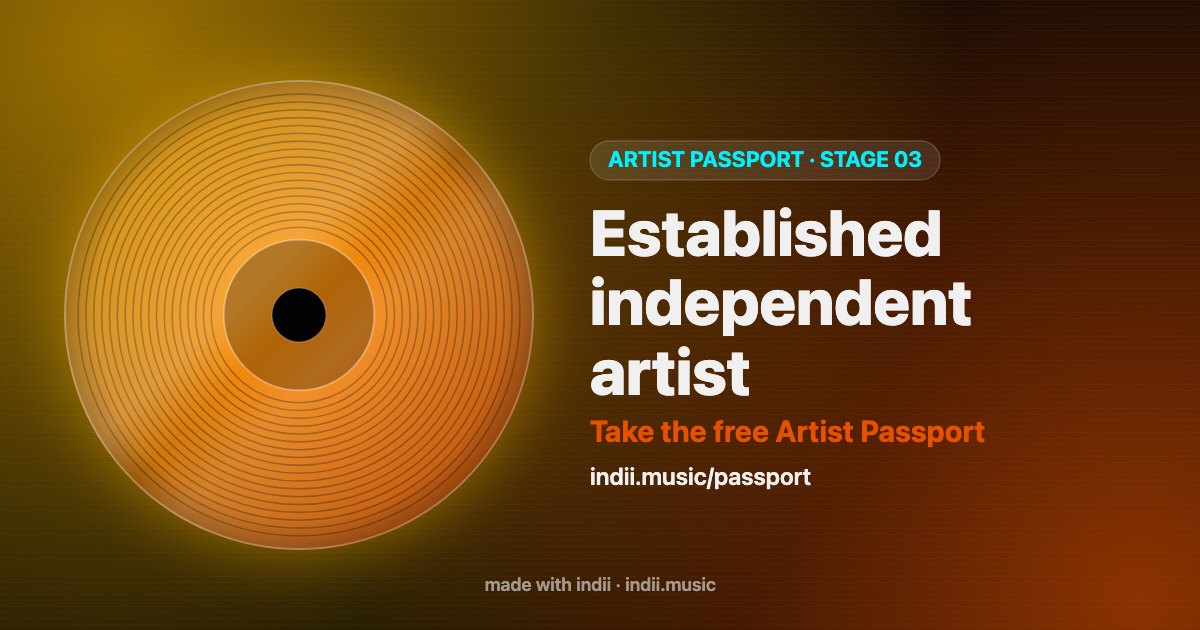 ARTIST PASSPORT · STAGE 03
Established
independent
artist
Take the free Artist Passport
indii.music/passport
made with indii · indii.music